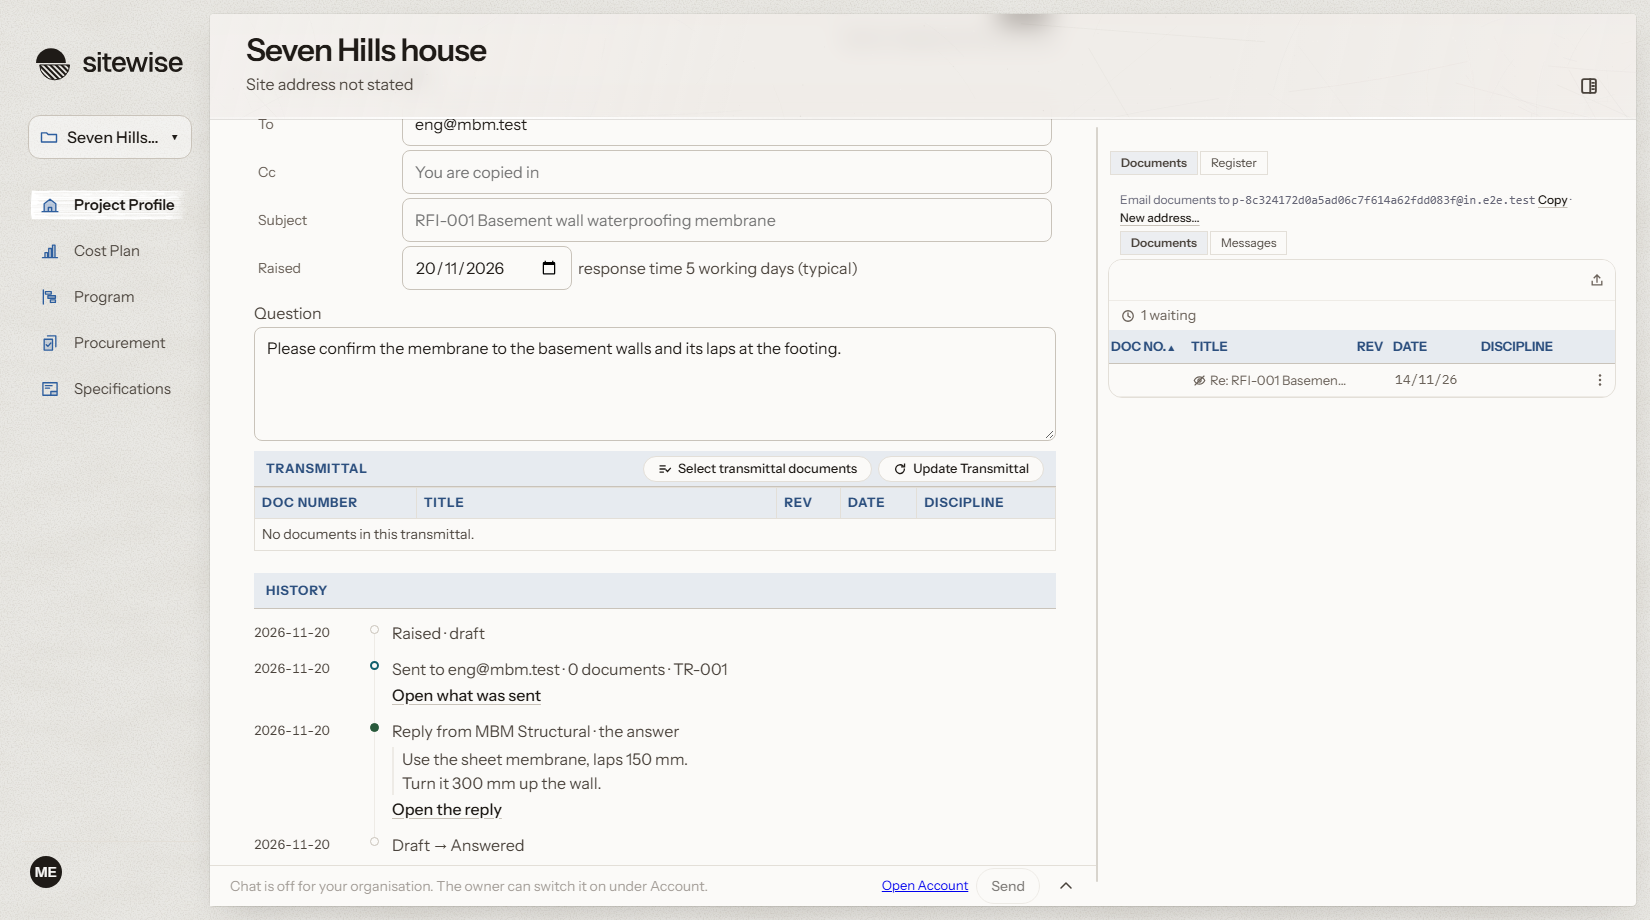 sitewise
Seven Hills...
Project Profile
Cost Plan
Program
Procurement
Specifications
ME
Seven Hills house
Site address not stated
To
eng@mbm.test
Cc
You are copied in
Subject
RFI-001 Basement wall waterproofing membrane
Raised
20/11/2026
response time 5 working days (typical)
Question
Please confirm the membrane to the basement walls and its laps at the footing.
TRANSMITTAL
Select transmittal documents
Update Transmittal
DOC NUMBER TITLE REV DATE DISCIPLINE
No documents in this transmittal.
HISTORY
2026-11-20 Raised · draft
2026-11-20 Sent to eng@mbm.test · 0 documents · TR-001
Open what was sent
2026-11-20 Reply from MBM Structural · the answer
Use the sheet membrane, laps 150 mm.
Turn it 300 mm up the wall.
Open the reply
2026-11-20 Draft → Answered
Chat is off for your organisation. The owner can switch it on under Account.
Open Account
Send
Documents Register
Email documents to p-8c324172d0a5ad06c7f614a62fdd083f@in.e2e.test Copy ·
New address...
Documents Messages
1 waiting
DOC NO. ▲ TITLE REV DATE DISCIPLINE
Re: RFI-001 Basemen... 14/11/26